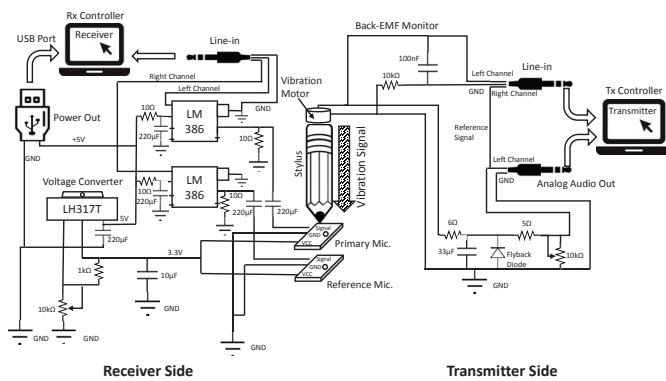 Rx Controller
Receiver
USB Port
Line-in
Right Channel
Left Channel
GND
Power Out
+5V
GND
10Ω
220µF
LM
386
10Ω
220µF
10Ω
LM
386
10Ω
220µF
220µF
Voltage Converter
LH317T
5V
220µF
3.3V
1kΩ
10µF
10kΩ
GND
GND
GND
GND
Vibration
Motor
Stylus
Vibration Signal
Signal
GND
VCC
Primary Mic.
Signal
GND
VCC
Reference Mic.
Back-EMF Monitor
100nF
10kΩ
Left Channel
GND
Right Channel
Line-in
Tx Controller
Transmitter
Reference
Signal
Left Channel
GND
Analog Audio Out
6Ω
5Ω
33µF
Flyback
Diode
10kΩ
GND
Receiver Side
Transmitter Side